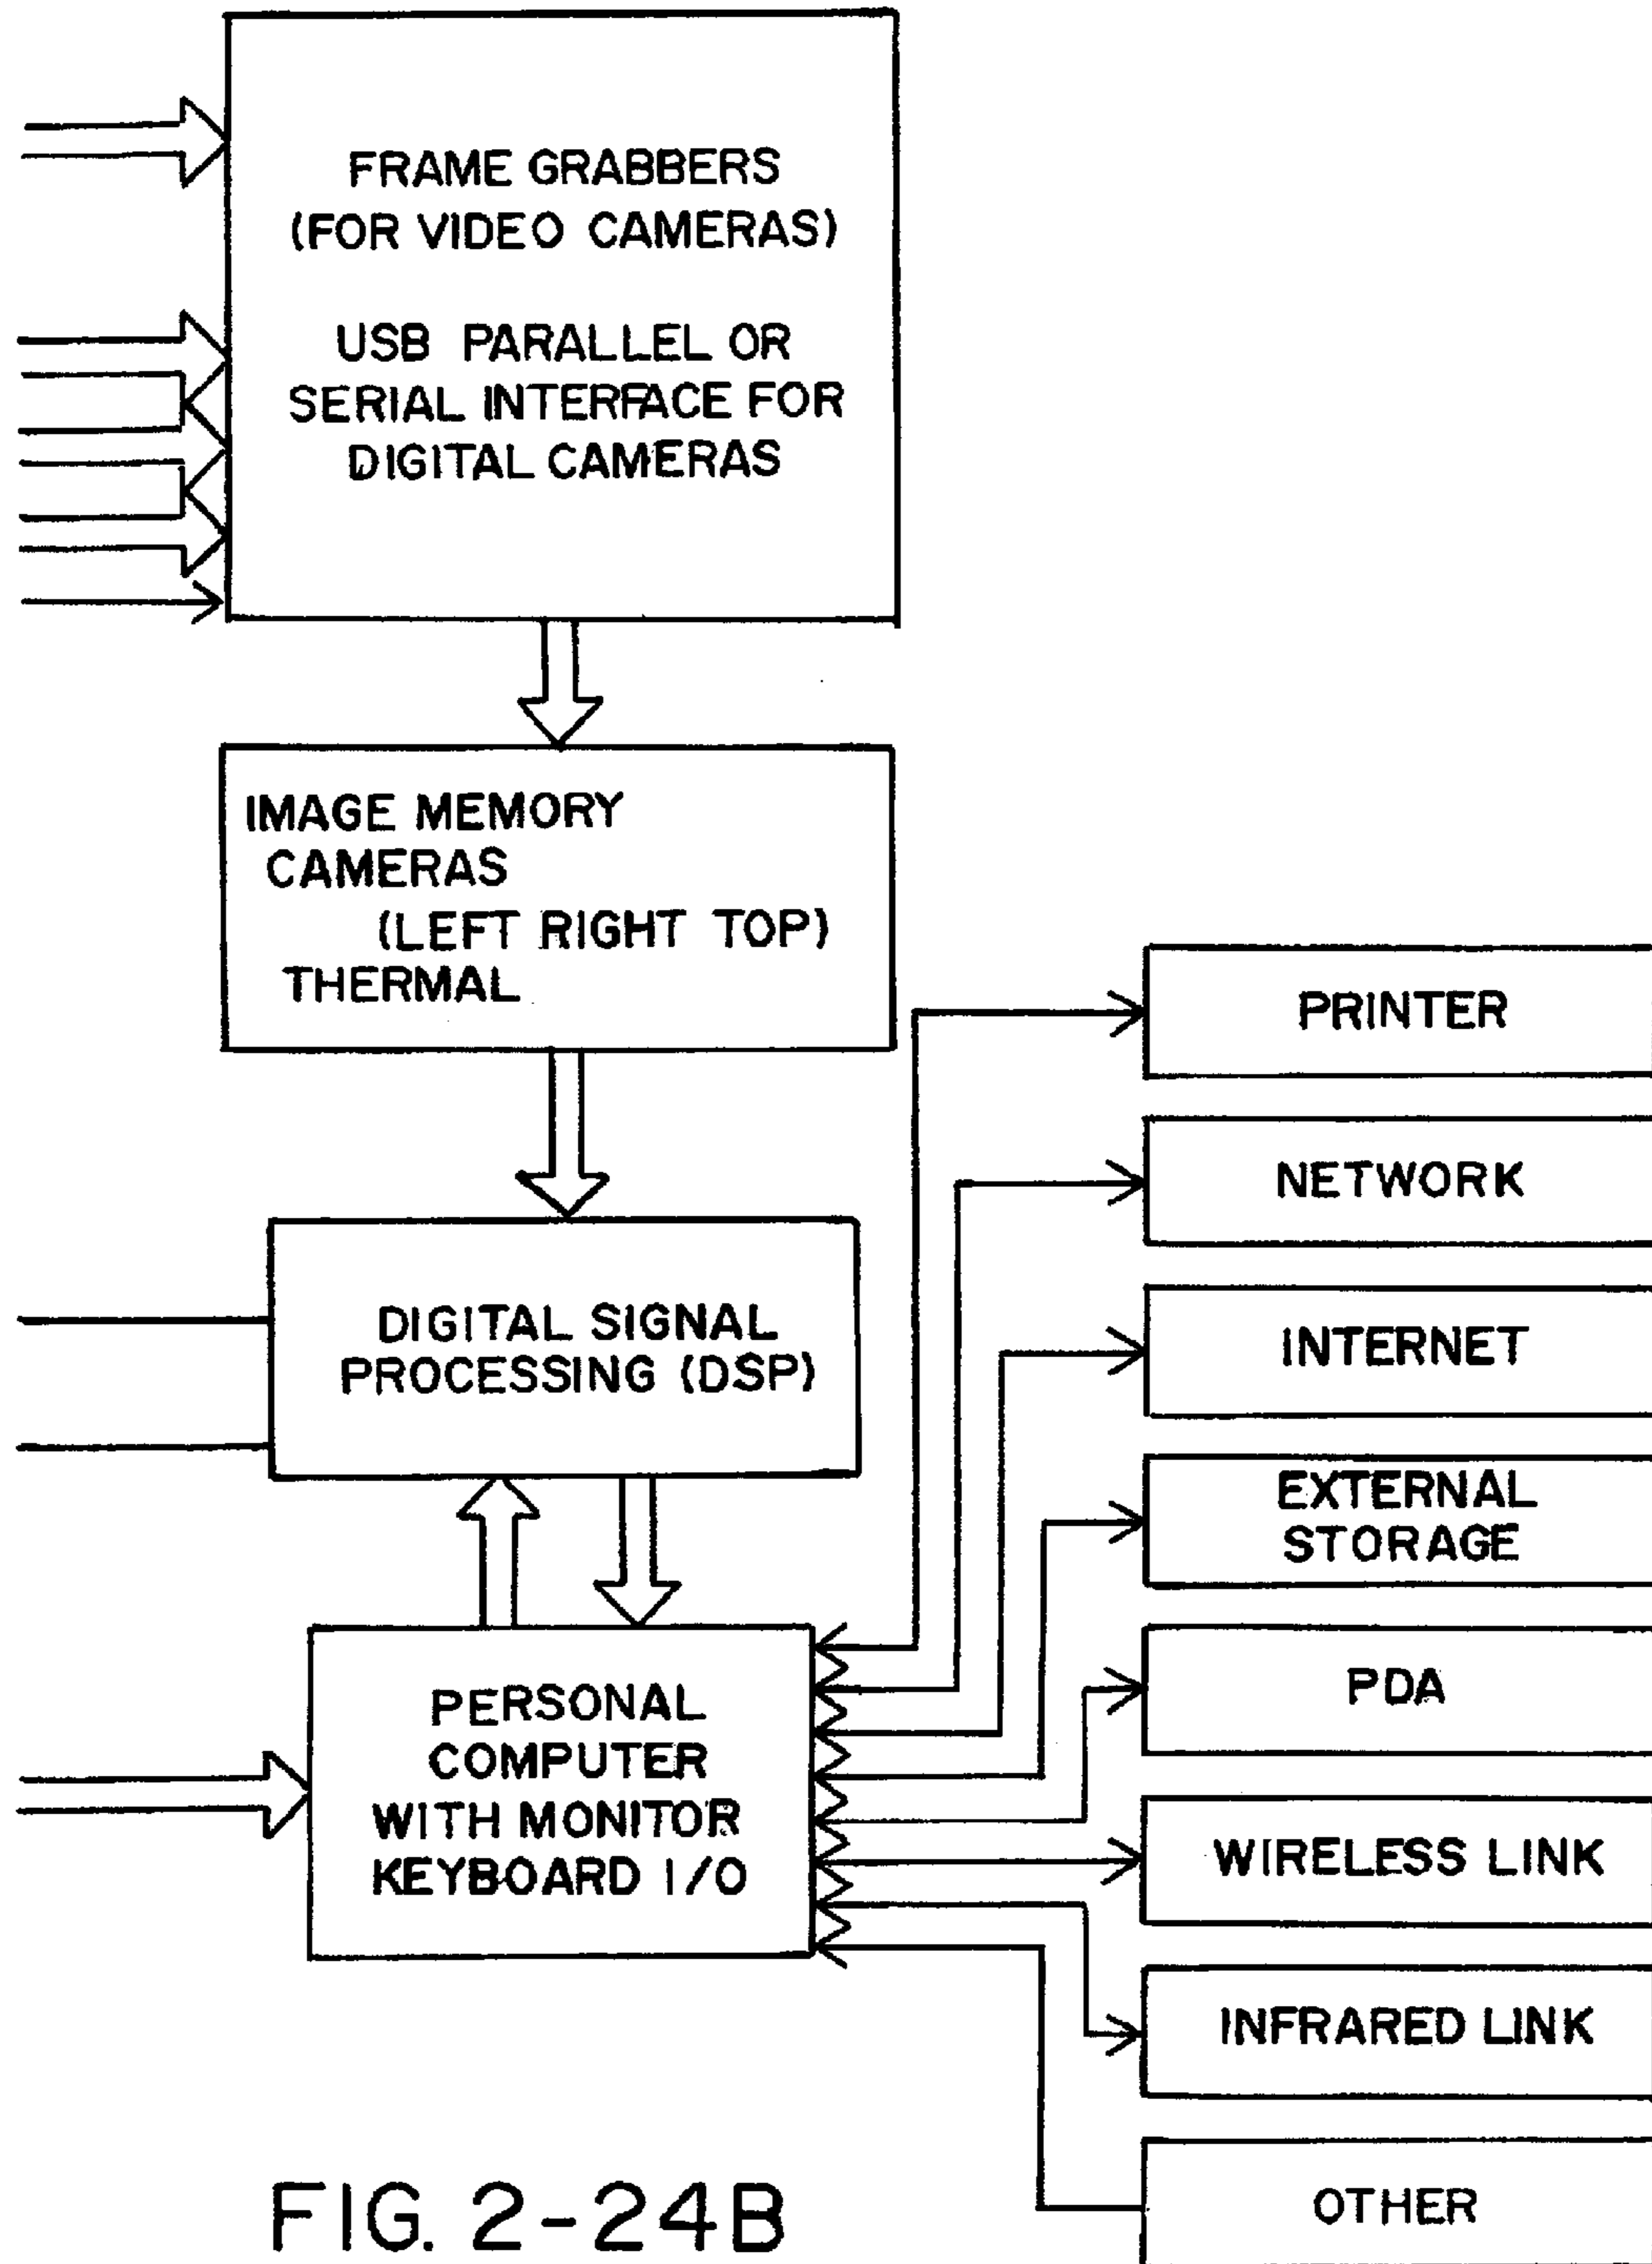 FRAME GRABBERS
(FOR VIDEO CAMERAS)
USB PARALLEL OR
SERIAL INTERFACE FOR
DIGITAL CAMERAS
IMAGE MEMORY
CAMERAS
(LEFT RIGHT TOP)
THERMAL
DIGITAL SIGNAL
PROCESSING (DSP)
PERSONAL
COMPUTER
WITH MONITOR
KEYBOARD I/O
PRINTER
NETWORK
INTERNET
EXTERNAL
STORAGE
PDA
WIRELESS LINK
INFRARED LINK
OTHER
FIG. 2-24B